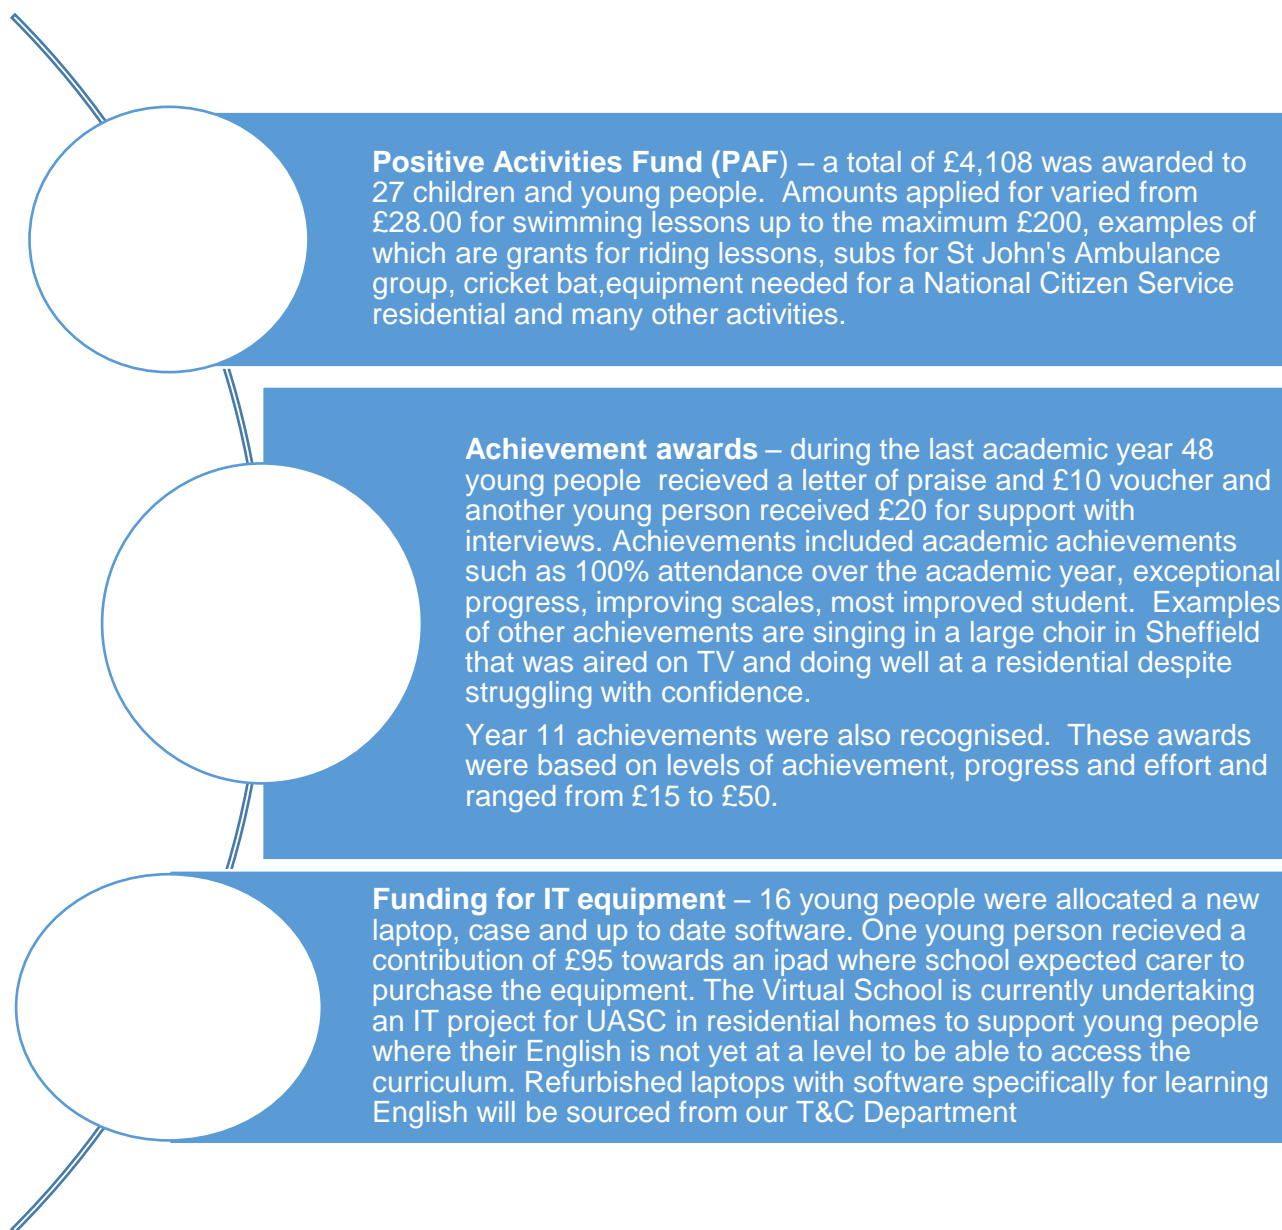 Positive Activities Fund (PAF) – a total of £4,108 was awarded to
27 children and young people.  Amounts applied for varied from
£28.00 for swimming lessons up to the maximum £200, examples of
which are grants for riding lessons, subs for St John's Ambulance
group, cricket bat,equipment needed for a National Citizen Service
residential and many other activities.
Achievement awards – during the last academic year 48
young people  recieved a letter of praise and £10 voucher and
another young person received £20 for support with
interviews. Achievements included academic achievements
such as 100% attendance over the academic year, exceptional
progress, improving scales, most improved student.  Examples
of other achievements are singing in a large choir in Sheffield
that was aired on TV and doing well at a residential despite
struggling with confidence.
Year 11 achievements were also recognised.  These awards
were based on levels of achievement, progress and effort and
ranged from £15 to £50.
Funding for IT equipment – 16 young people were allocated a new
laptop, case and up to date software. One young person recieved a
contribution of £95 towards an ipad where school expected carer to
purchase the equipment. The Virtual School is currently undertaking
an IT project for UASC in residential homes to support young people
where their English is not yet at a level to be able to access the
curriculum. Refurbished laptops with software specifically for learning
English will be sourced from our T&C Department